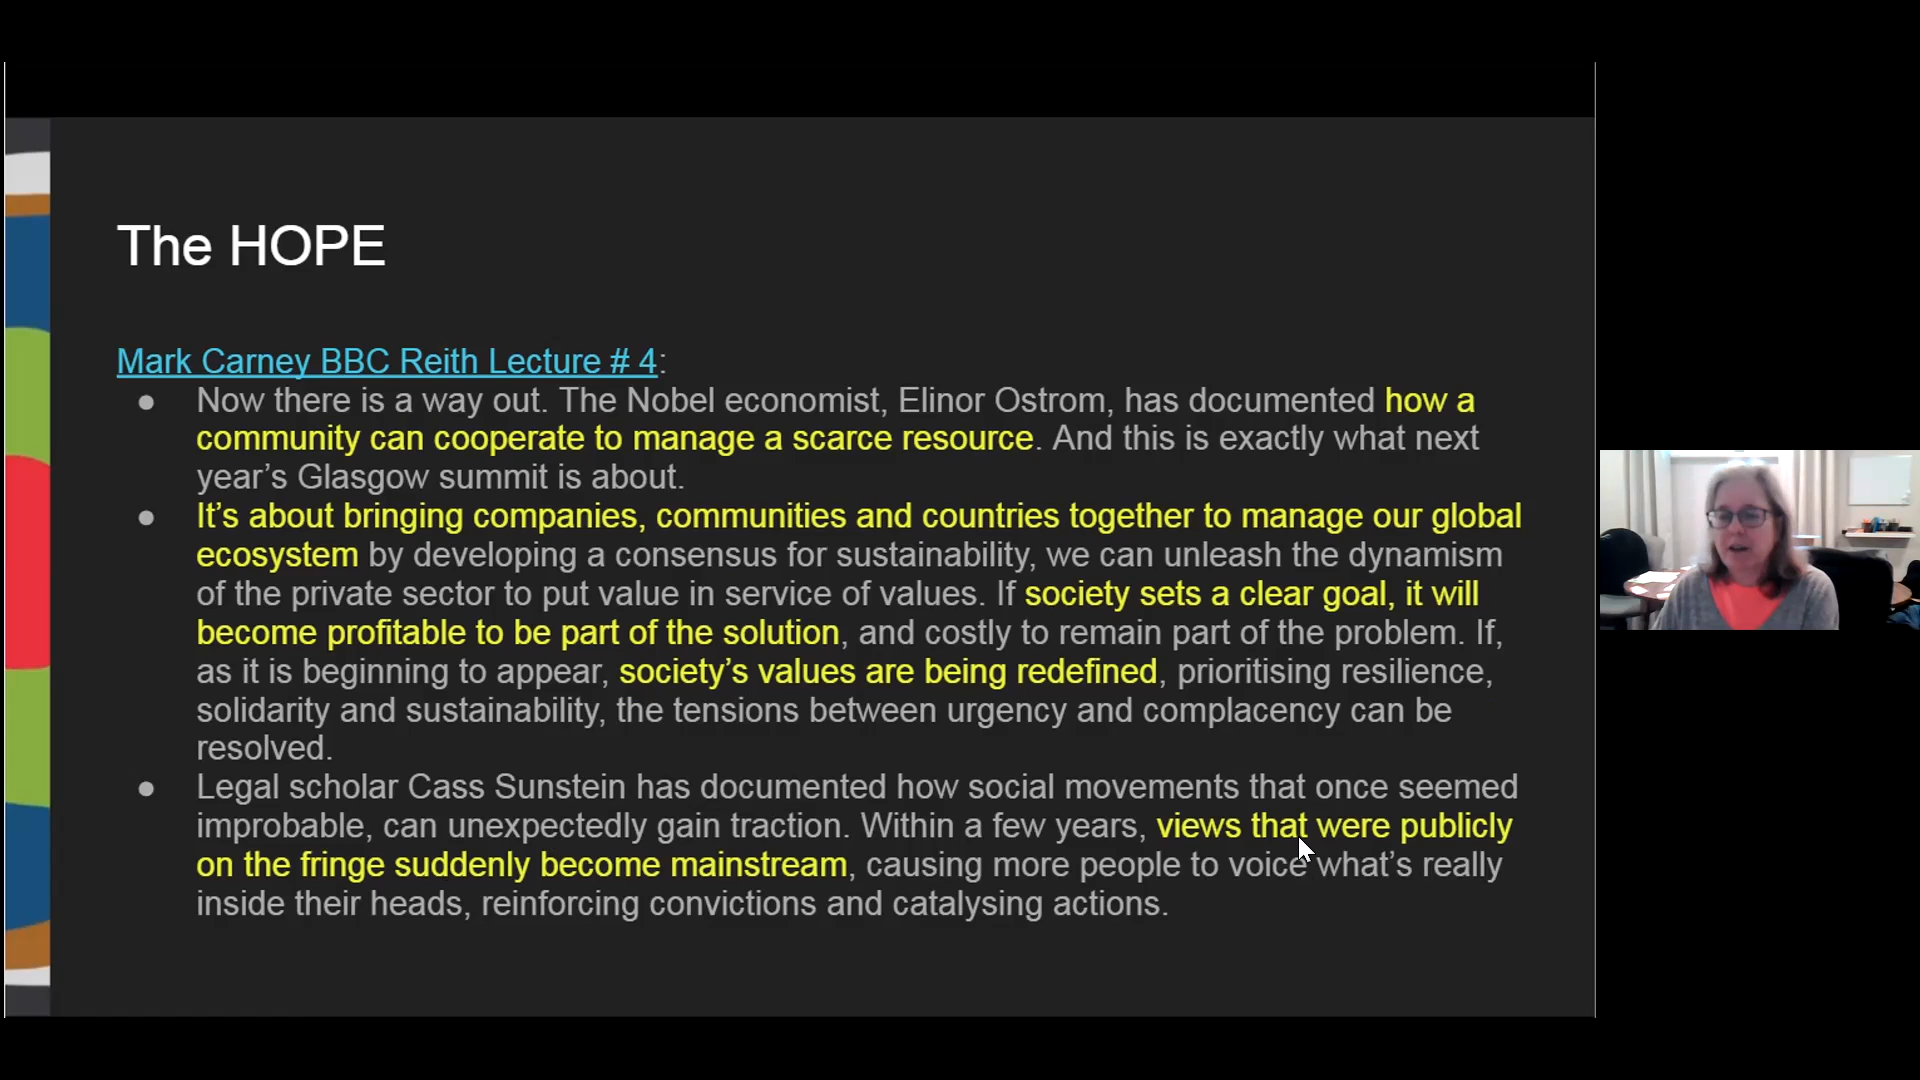 The HOPE
Mark Carney BBC Reith Lecture # 4:
● Now there is a way out. The Nobel economist, Elinor Ostrom, has documented how a
community can cooperate to manage a scarce resource. And this is exactly what next
year’s Glasgow summit is about.
● It’s about bringing companies, communities and countries together to manage our global
ecosystem by developing a consensus for sustainability, we can unleash the dynamism
of the private sector to put value in service of values. If society sets a clear goal, it will
become profitable to be part of the solution, and costly to remain part of the problem. If,
as it is beginning to appear, society’s values are being redefined, prioritising resilience,
solidarity and sustainability, the tensions between urgency and complacency can be
resolved.
● Legal scholar Cass Sunstein has documented how social movements that once seemed
improbable, can unexpectedly gain traction. Within a few years, views that were publicly
on the fringe suddenly become mainstream, causing more people to voice what’s really
inside their heads, reinforcing convictions and catalysing actions.